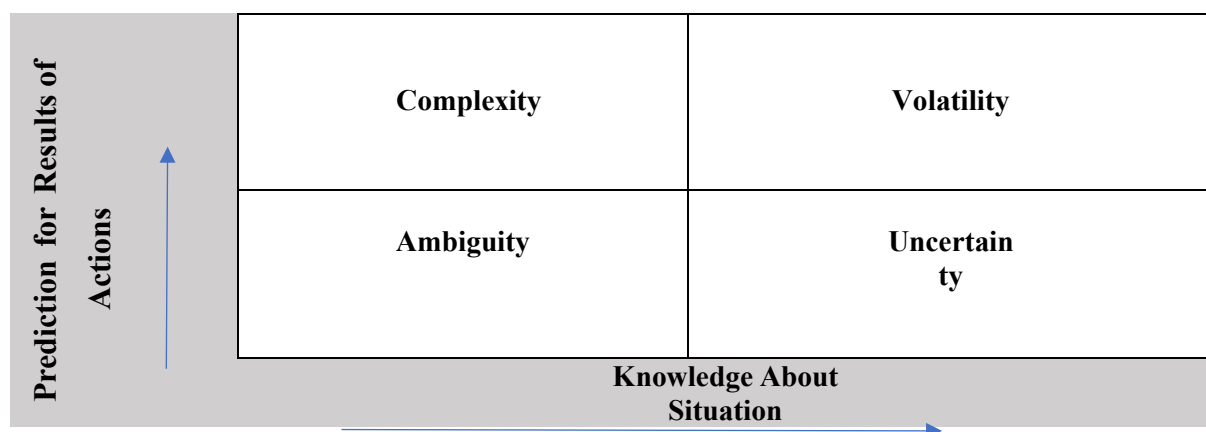 Prediction for Results of
Actions
Complexity
Volatility
Ambiguity
Uncertain
ty
Knowledge About
Situation